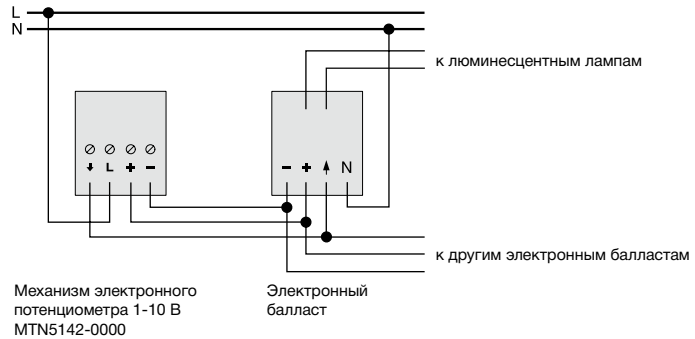 L
N
к люминесцентным лампам
↓ L + −
− + ↑ N
к другим электронным балластам
Механизм электронного
потенциометра 1-10 В
MTN5142-0000
Электронный
балласт